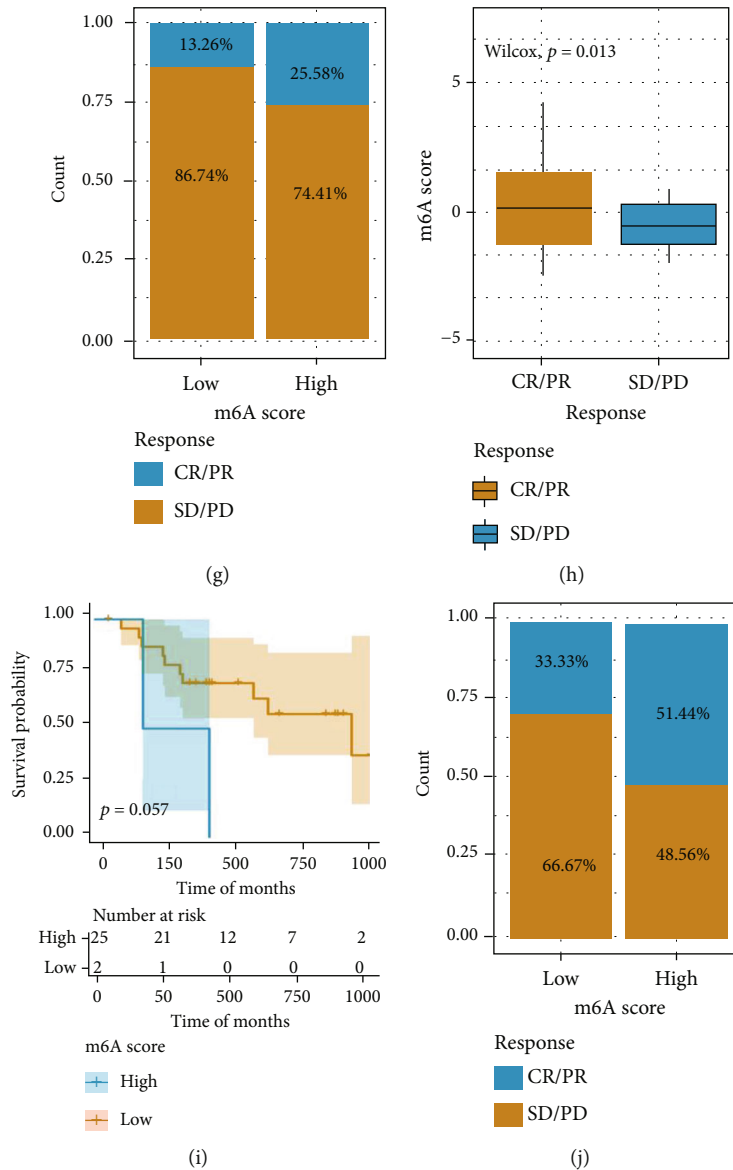 1.00
0.75
0.50
0.25
0.00
Count
13.26%
25.58%
86.74%
74.41%
Low
High
m6A score
Response
CR/PR
SD/PD
(g)
Wilcox, p = 0.013
5
0
−5
m6A score
CR/PR
SD/PD
Response
Response
CR/PR
SD/PD
(h)
1.00
0.75
0.50
0.25
0.00
Survival probability
p = 0.057
0 150 500 750 1000
Time of months
Number at risk
High 25 21 12 7 2
Low 2 1 0 0 0
0 50 500 750 1000
Time of months
m6A score
High
Low
(i)
1.00
0.75
0.50
0.25
0.00
Count
33.33%
51.44%
66.67%
48.56%
Low
High
m6A score
Response
CR/PR
SD/PD
(j)